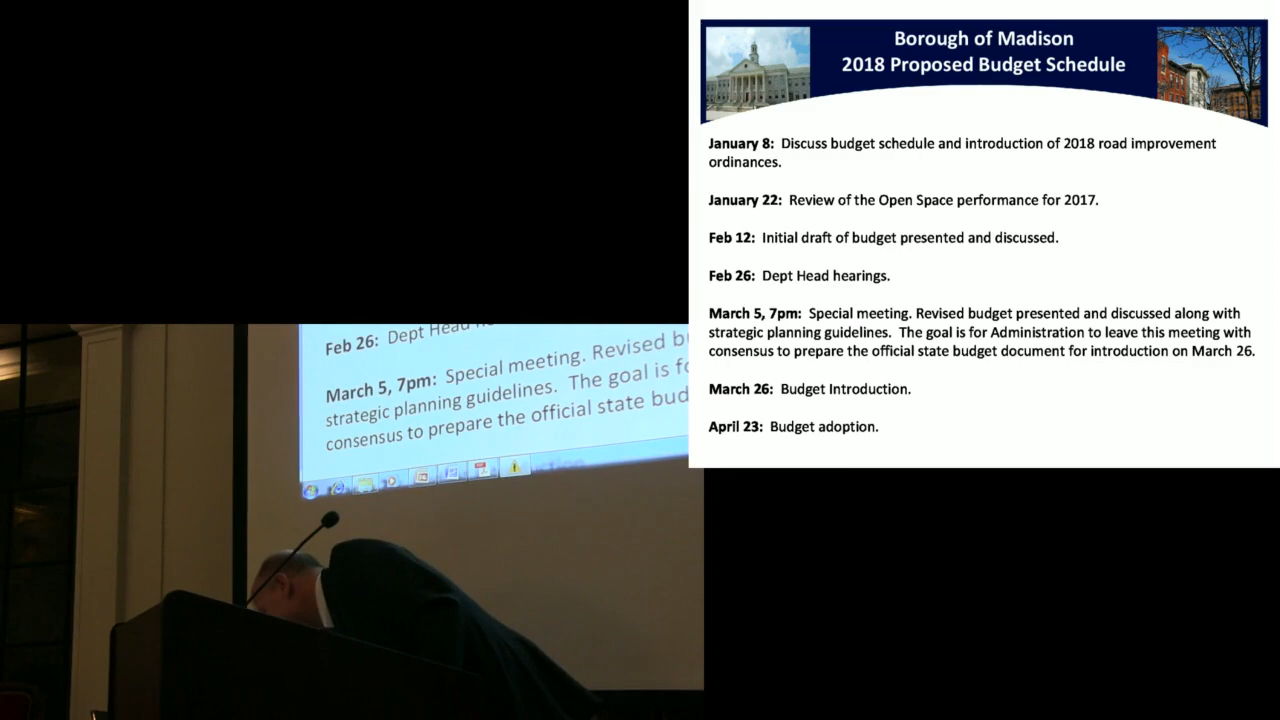 Borough of Madison
2018 Proposed Budget Schedule
January 8: Discuss budget schedule and introduction of 2018 road improvement
ordinances.
January 22: Review of the Open Space performance for 2017.
Feb 12: Initial draft of budget presented and discussed.
Feb 26: Dept Head hearings.
March 5, 7pm: Special meeting. Revised budget presented and discussed along with
strategic planning guidelines. The goal is for Administration to leave this meeting with
consensus to prepare the official state budget document for introduction on March 26.
March 26: Budget Introduction.
April 23: Budget adoption.
Feb 26: Dept Head
March 5, 7pm: Special meeting. Revised
strategic planning guidelines. The goal is
consensus to prepare the official state